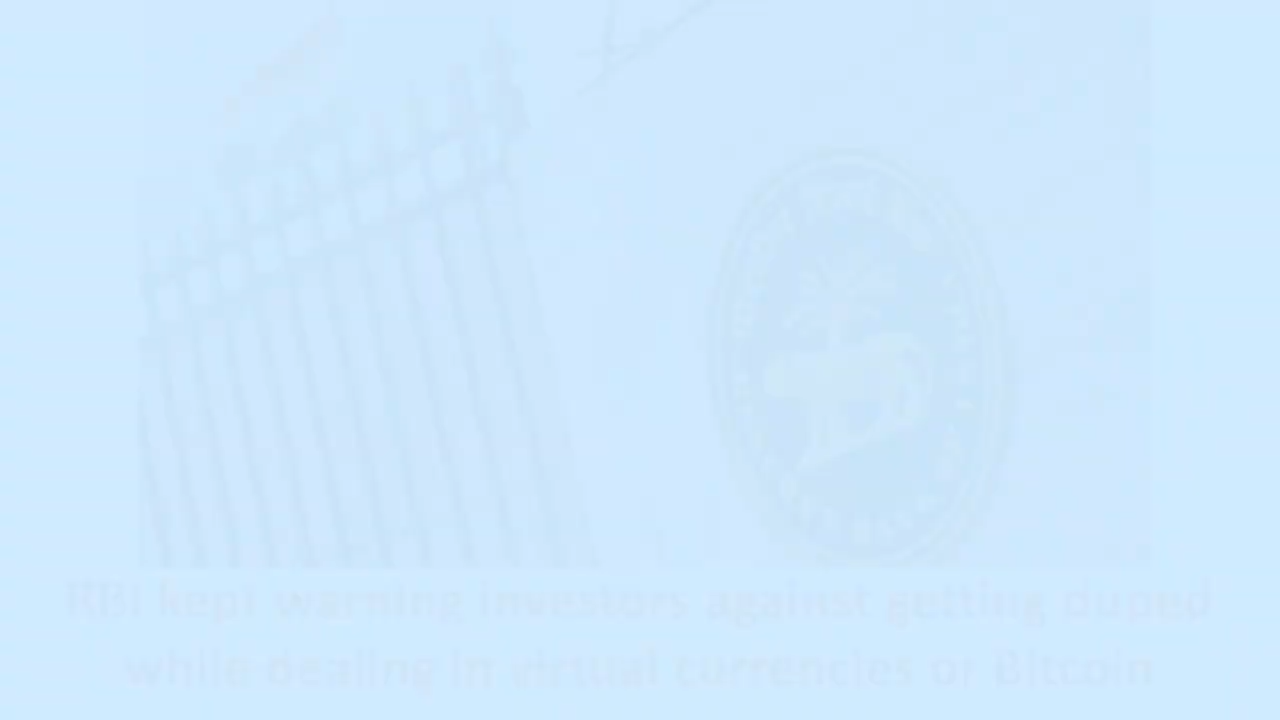 RBI kept warning investors against getting duped
while dealing in virtual currencies or Bitcoin